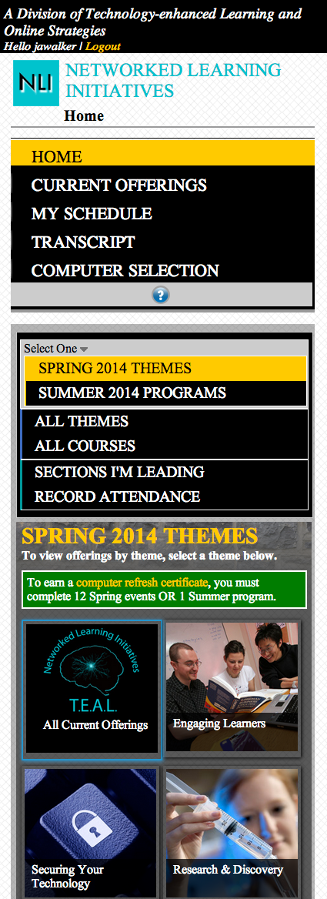 A Division of Technology-enhanced Learning and
Online Strategies
Hello jawalker | Logout
NLI
NETWORKED LEARNING
INITIATIVES
Home
HOME
CURRENT OFFERINGS
MY SCHEDULE
TRANSCRIPT
COMPUTER SELECTION
?
Select One
SPRING 2014 THEMES
SUMMER 2014 PROGRAMS
ALL THEMES
ALL COURSES
SECTIONS I'M LEADING
RECORD ATTENDANCE
SPRING 2014 THEMES
To view offerings by theme, select a theme below.
To earn a computer refresh certificate, you must
complete 12 Spring events OR 1 Summer program.
Networked Learning Initiatives
T.E.A.L.
All Current Offerings
Engaging Learners
Securing Your
Technology
Research & Discovery